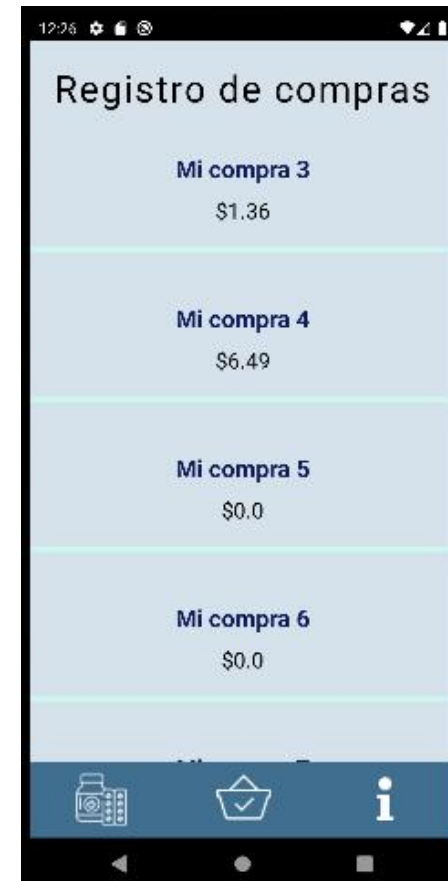 12:26
Registro de compras
Mi compra 3
$1.36
Mi compra 4
$6.49
Mi compra 5
$0.0
Mi compra 6
$0.0